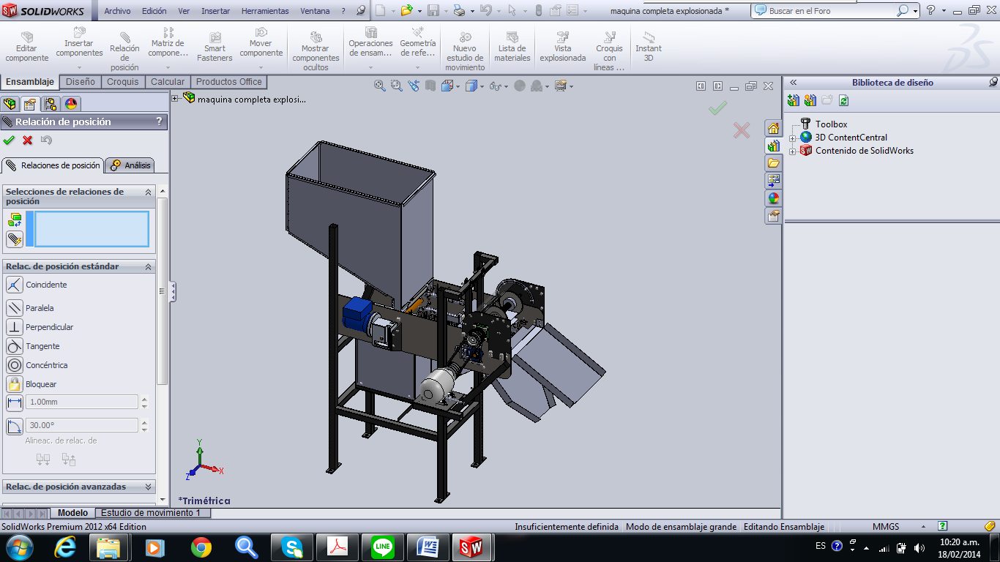 SOLIDWORKS
Archivo Edición Ver Insertar Herramientas Ventana ?
maquina completa explosionada *
Buscar en el Foro
?
Editar componente
Insertar componentes
Relación de posición
Matriz de compone...
Smart Fasteners
Mover componente
Mostrar componentes ocultos
Operaciones de ensam...
Geometría de refe...
Nuevo estudio de movimiento
Lista de materiales
Vista explosionada
Croquis con líneas ...
Instant 3D
Ensamblaje Diseño Croquis Calcular Productos Office
maquina completa explosi...
Relación de posición ?
Relaciones de posición Análisis
Selecciones de relaciones de
posición
Relac. de posición estándar
Coincidente
Paralela
Perpendicular
Tangente
Concéntrica
Bloquear
1.00mm
30.00°
Alineac. de relac. de
Relac. de posición avanzadas
Y
X
Z
*Trimétrica
Biblioteca de diseño
Toolbox
3D ContentCentral
Contenido de SolidWorks
Modelo Estudio de movimiento 1
SolidWorks Premium 2012 x64 Edition
Insuficientemente definida Modo de ensamblaje grande Editando Ensamblaje MMGS ?
LINE
W
SW
ES
10:20 a.m.
18/02/2014